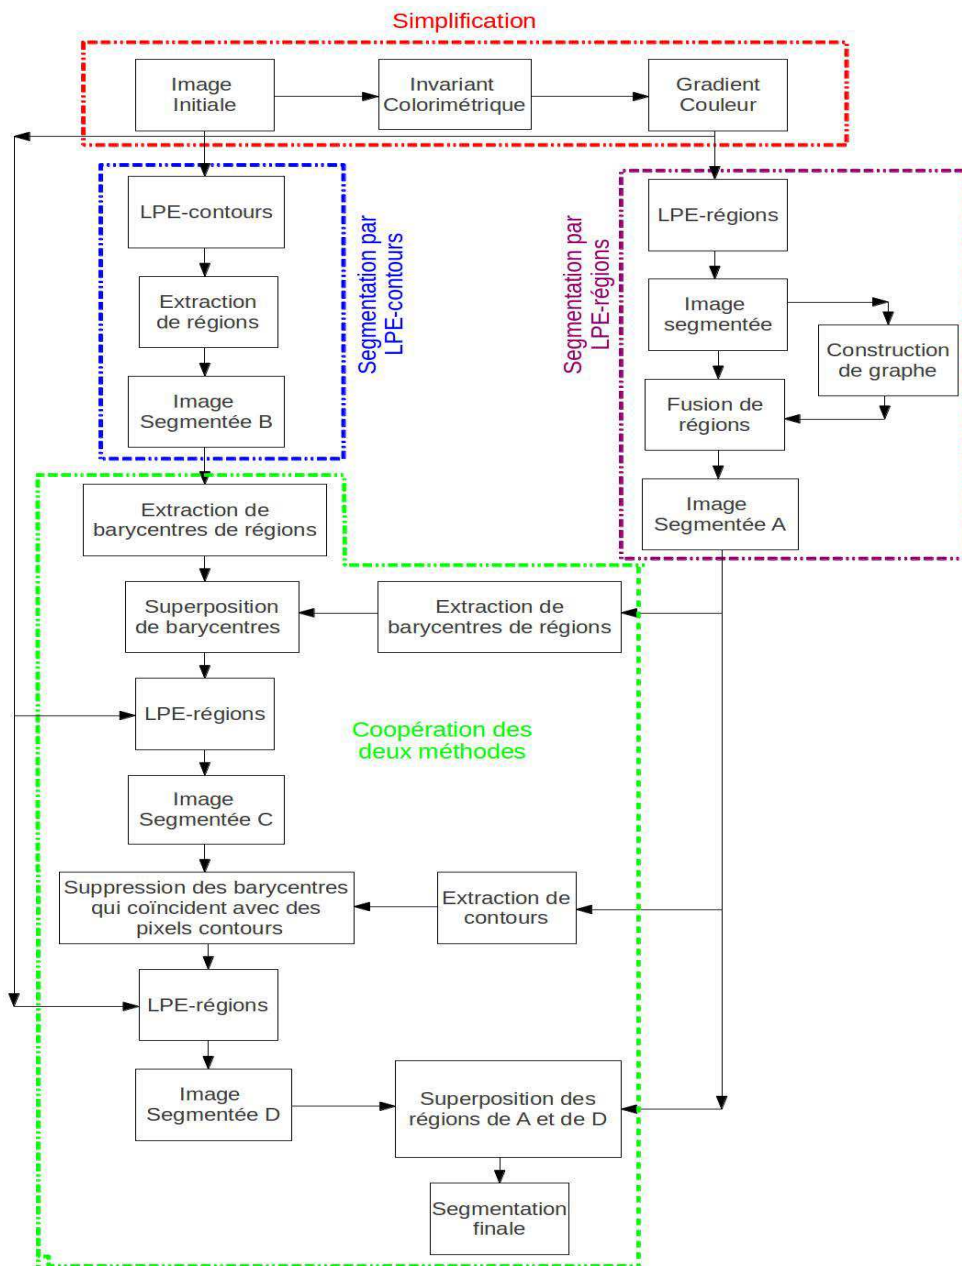 Simplification
Image
Initiale
Invariant
Colorimétrique
Gradient
Couleur
LPE-contours
Extraction
de régions
Image
Segmentée B
Segmentation par
LPE-contours
Segmentation par
LPE-régions
LPE-régions
Image
segmentée
Construction
de graphe
Fusion de
régions
Image
Segmentée A
Extraction de
barycentres de régions
Superposition
de barycentres
Extraction de
barycentres de régions
LPE-régions
Coopération des
deux méthodes
Image
Segmentée C
Suppression des barycentres
qui coïncident avec des
pixels contours
Extraction de
contours
LPE-régions
Image
Segmentée D
Superposition des
régions de A et de D
Segmentation
finale